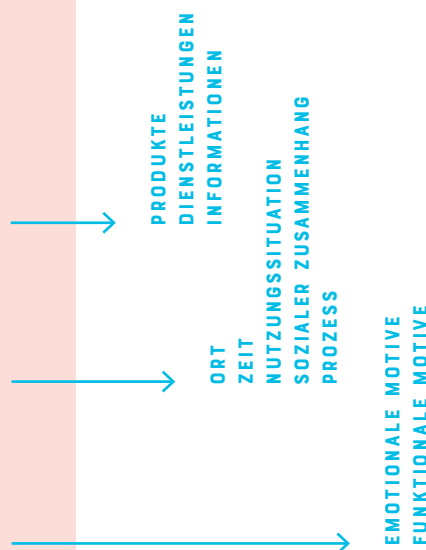 PRODUKTE
DIENSTLEISTUNGEN
INFORMATIONEN
ORT
ZEIT
NUTZUNGSSITUATION
SOZIALER ZUSAMMENHANG
PROZESS
EMOTIONALE MOTIVE
FUNKTIONALE MOTIVE